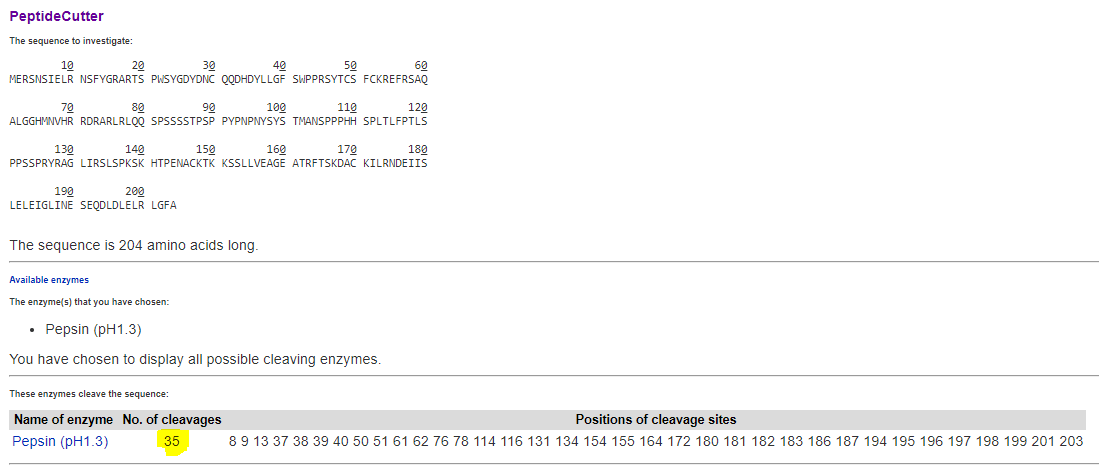 PeptideCutter
The sequence to investigate:
10 20 30 40 50 60
MERSNSIELR NSFYGRARTS PWSYGDYDNC QQDHDYLLGF SWPPRSYTCS FCKREFRSAQ
70 80 90 100 110 120
ALGGHMNVHR RDRARLRLQQ SPSSSSTPSP PYPNPNYSYS TMANSPPPHH SPLTLFPTLS
130 140 150 160 170 180
PPSSPRYRAG LIRSLSPKSK HTPENACKTK KSSLLVEAGE ATRFTSKDAC KILRNDEIIS
190 200
LELEIGLINE SEQDLDLELR LGFA
The sequence is 204 amino acids long.
Available enzymes
The enzyme(s) that you have chosen:
• Pepsin (pH1.3)
You have chosen to display all possible cleaving enzymes.
These enzymes cleave the sequence:
Name of enzyme No. of cleavages Positions of cleavage sites
Pepsin (pH1.3) 35 8 9 13 37 38 39 40 50 51 61 62 76 78 114 116 131 134 154 155 164 172 180 181 182 183 186 187 194 195 196 197 198 199 201 203